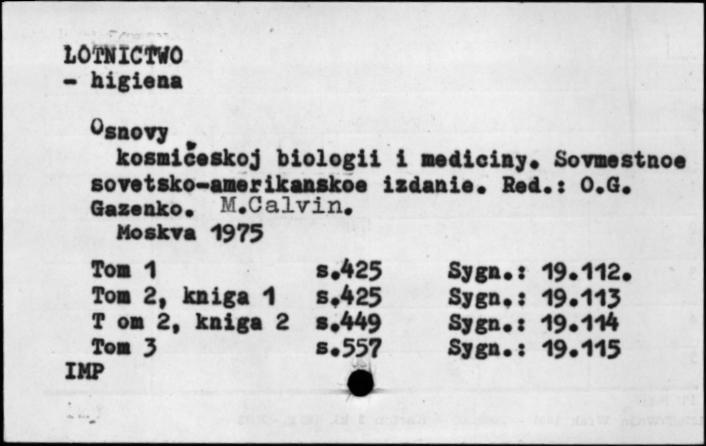 LOTNICTWO
- higiena
Osnovy
kosmičeskoj biologii i mediciny. Sovmestnoe
sovetsko-amerikanskoe izdanie. Red.: O.G.
Gazenko. M.Calvin.
Moskva 1975
Tom 1 s.425 Sygn.: 19.112.
Tom 2, kniga 1 s.425 Sygn.: 19.113
T om 2, kniga 2 s.449 Sygn.: 19.114
Tom 3 s.557 Sygn.: 19.115
IMP